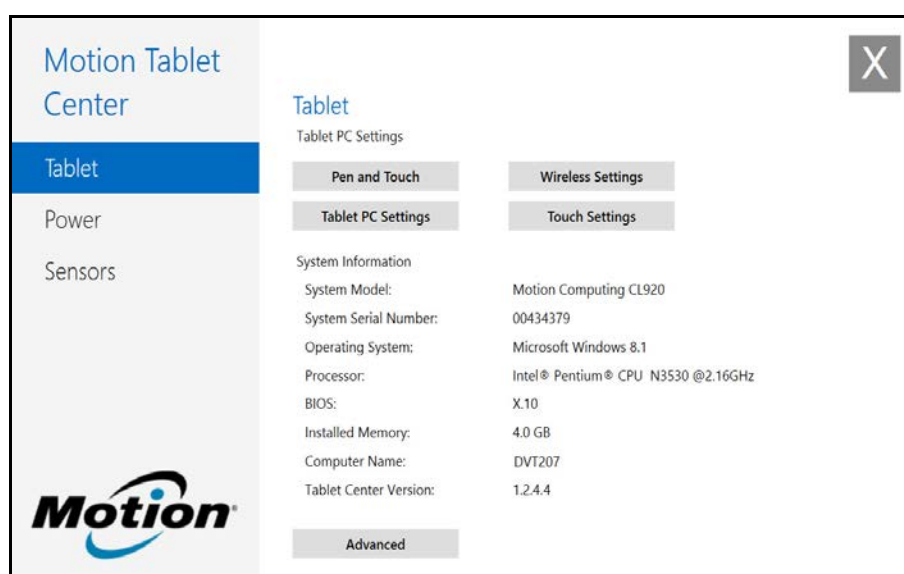 Motion Tablet
Center
X
Tablet
Power
Sensors
Tablet
Tablet PC Settings
Pen and Touch Wireless Settings
Tablet PC Settings Touch Settings
System Information
System Model: Motion Computing CL920
System Serial Number: 00434379
Operating System: Microsoft Windows 8.1
Processor: Intel® Pentium® CPU N3530 @2.16GHz
BIOS: X.10
Installed Memory: 4.0 GB
Computer Name: DVT207
Tablet Center Version: 1.2.4.4
Advanced
Motion